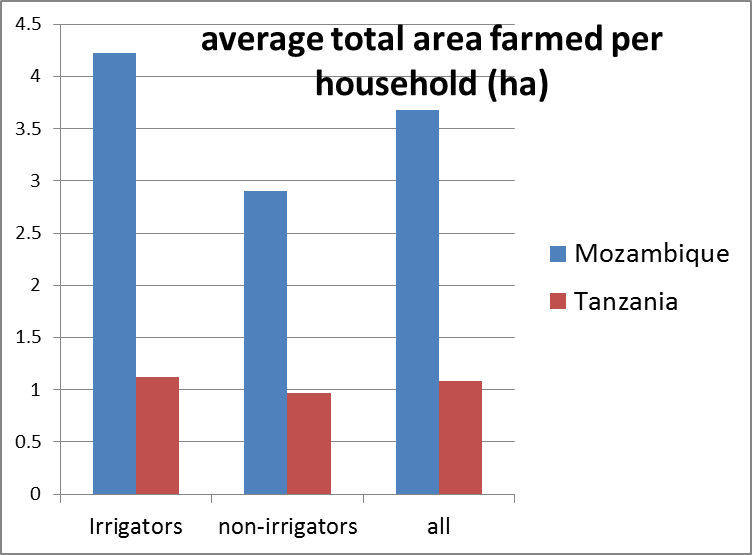 average total area farmed per
household (ha)
4.5
4
3.5
3
2.5
2
1.5
1
0.5
0
Irrigators
non-irrigators
all
Mozambique
Tanzania